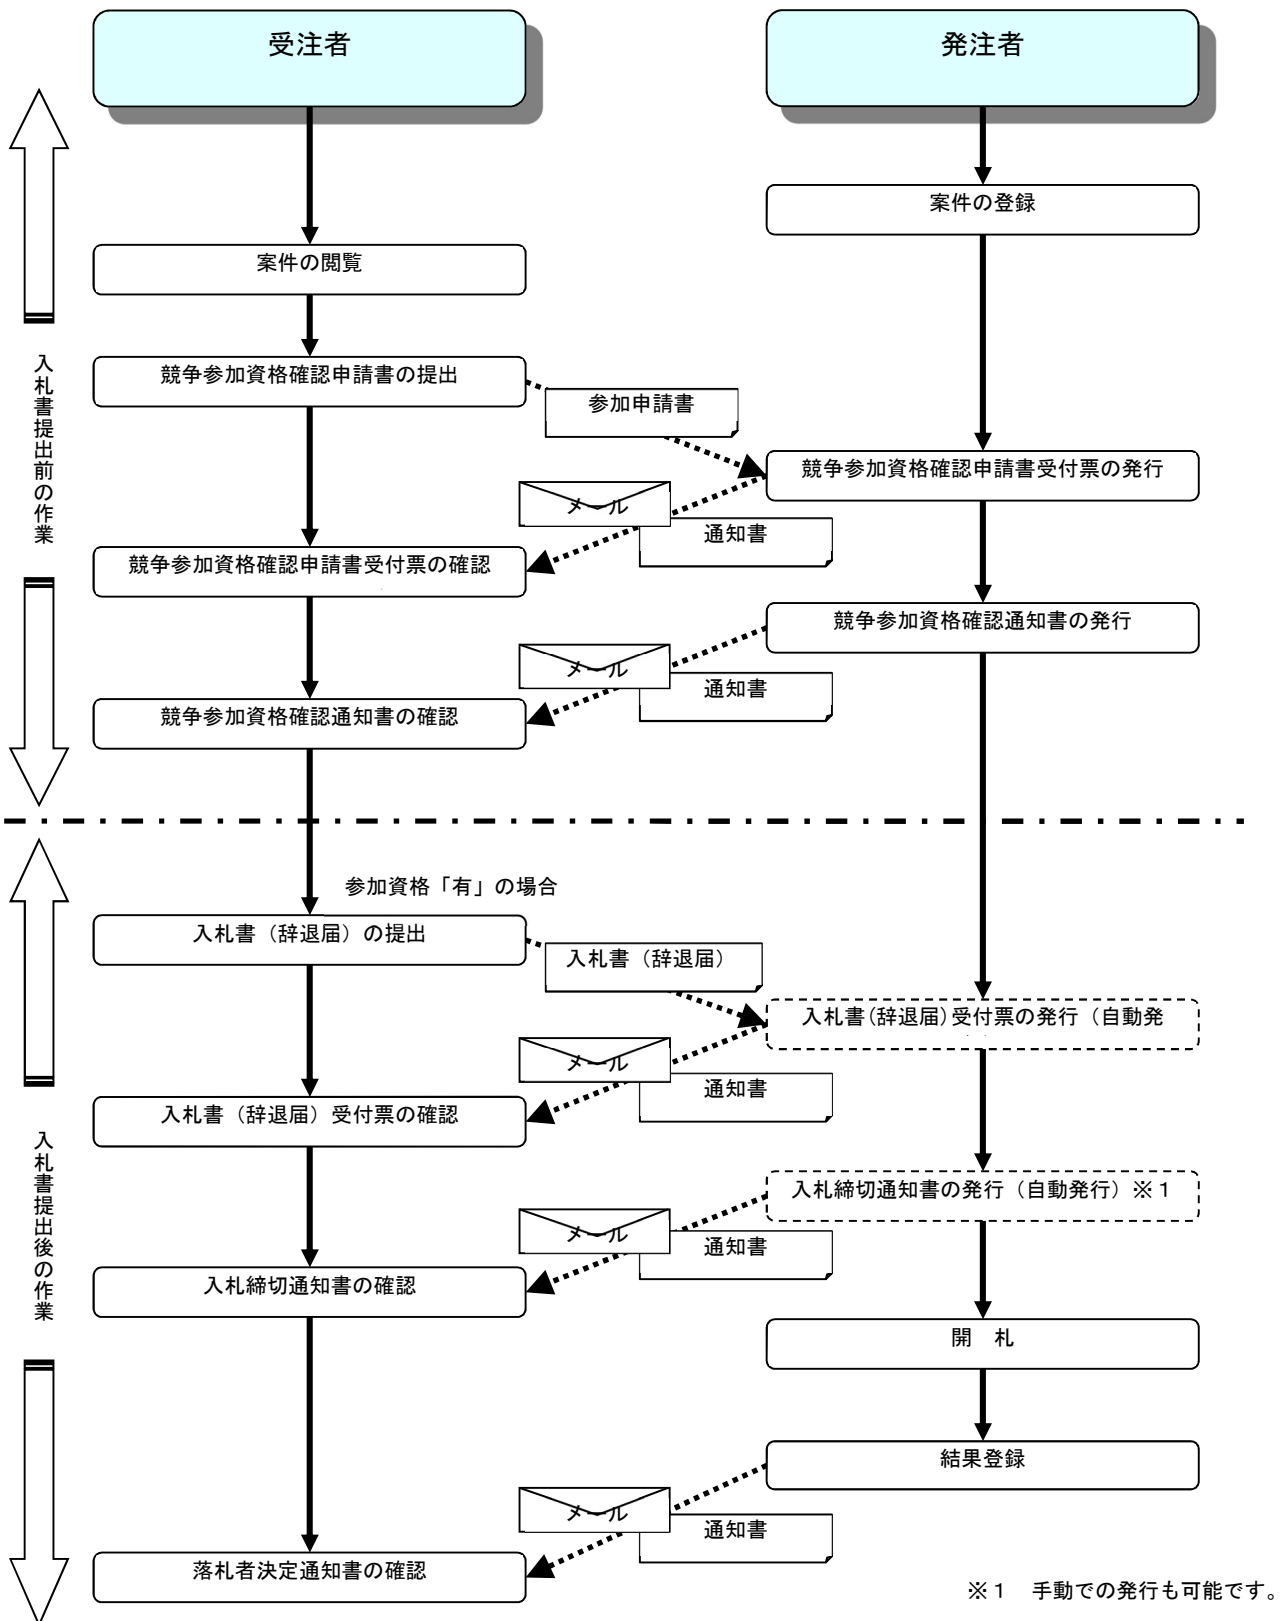 受注者
発注者
案件の登録
案件の閲覧
入札書提出前の作業
競争参加資格確認申請書の提出
参加申請書
競争参加資格確認申請書受付票の発行
メール
通知書
競争参加資格確認申請書受付票の確認
競争参加資格確認通知書の発行
メール
通知書
競争参加資格確認通知書の確認
参加資格「有」の場合
入札書（辞退届）の提出
入札書（辞退届）
入札書(辞退届)受付票の発行（自動発
メール
通知書
入札書（辞退届）受付票の確認
入札書提出後の作業
入札締切通知書の発行（自動発行）※１
メール
通知書
入札締切通知書の確認
開　札
結果登録
メール
通知書
落札者決定通知書の確認
※１　手動での発行も可能です。